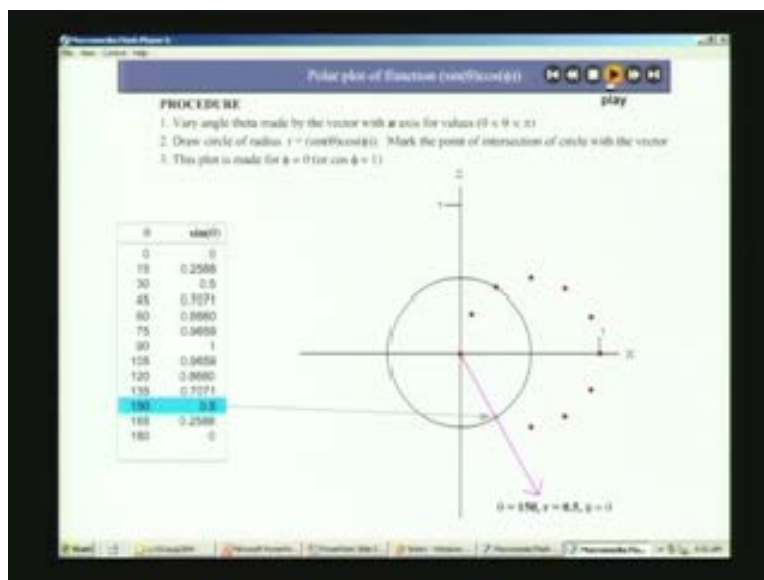 Polar plot of Function (sin(θ)cos(ϕ))
play
PROCEDURE
1. Vary angle theta made by the vector with z axis for values (0 < θ < π)
2. Draw circle of radius r = (sin(θ)cos(ϕ)). Mark the point of intersection of circle with the vector
3. This plot is made for ϕ = 0 (or cos ϕ = 1)
Z
1
θ sin(θ)
0 0
15 0.2588
30 0.5
45 0.7071
60 0.8660
75 0.9659
90 1
105 0.9659
120 0.8660
135 0.7071
150 0.5
165 0.2588
180 0
1
X
θ = 150, r = 0.5, ϕ = 0